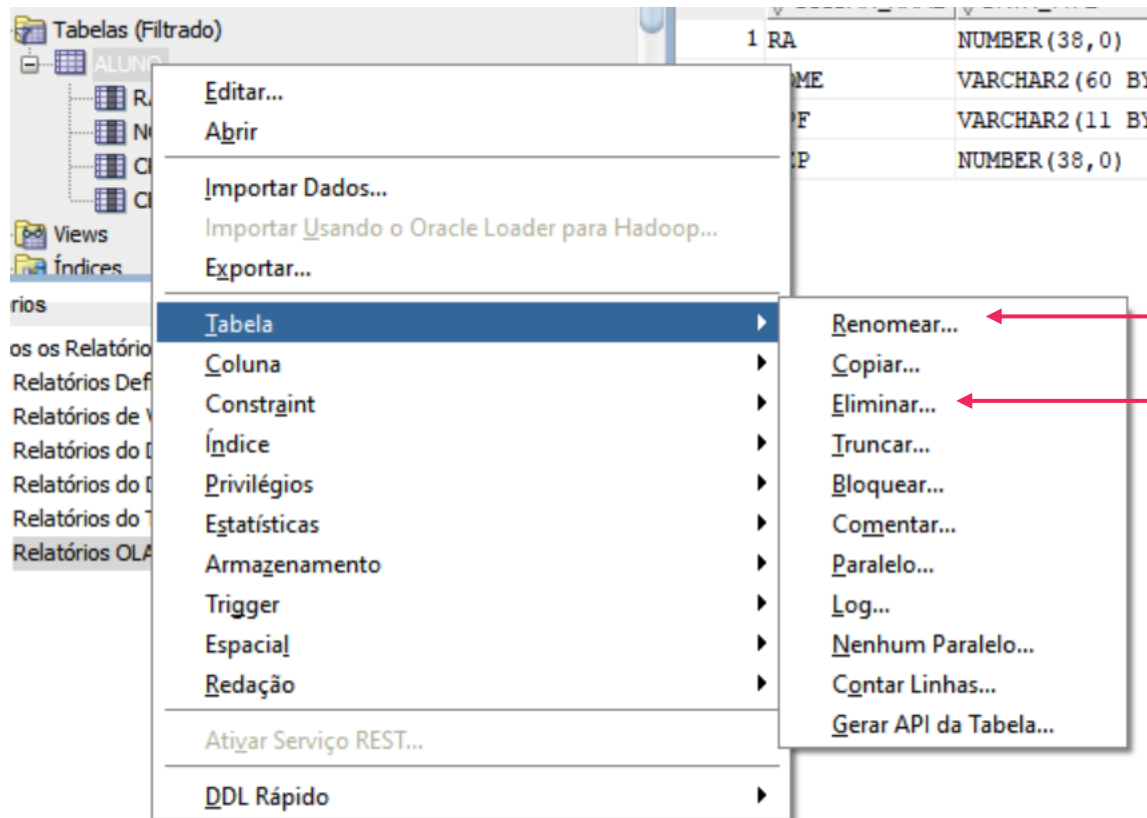 Tabelas (Filtrado)
ALUNO
Views
Índices
Editar...
Abrir
Importar Dados...
Importar Usando o Oracle Loader para Hadoop...
Exportar...
Tabela
Coluna
Constraint
Índice
Privilégios
Estatísticas
Armazenamento
Trigger
Espacial
Redação
Ativar Serviço REST...
DDL Rápido
Renomear...
Copiar...
Eliminar...
Truncar...
Bloquear...
Comentar...
Paralelo...
Log...
Nenhum Paralelo...
Contar Linhas...
Gerar API da Tabela...
1 RA NUMBER(38,0)
OME VARCHAR2(60 BY
PF VARCHAR2(11 BY
EP NUMBER(38,0)
rios
os os Relatório
Relatórios Def
Relatórios de
Relatórios do
Relatórios do
Relatórios do T
Relatórios OLA